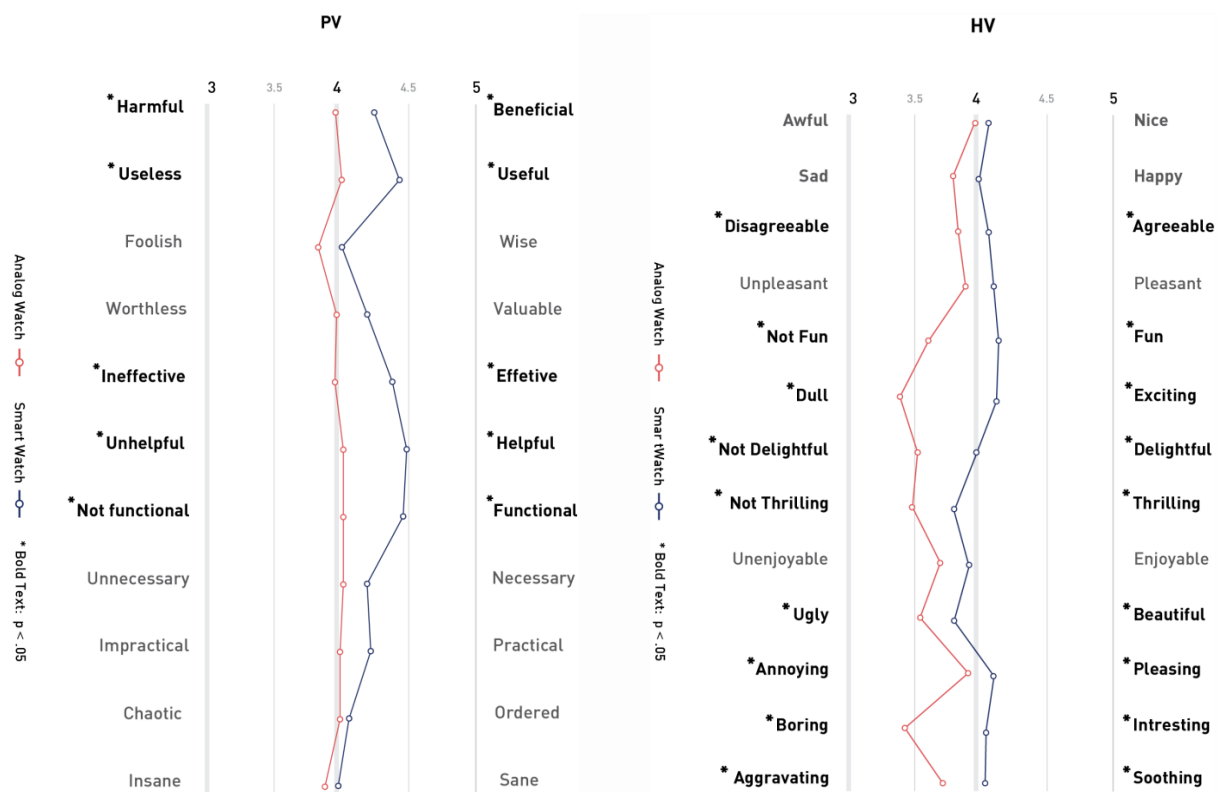 PV
3 3.5 4 4.5 5
*Harmful *Beneficial
*Useless *Useful
Foolish Wise
Worthless Valuable
*Ineffective *Effetive
*Unhelpful *Helpful
*Not functional *Functional
Unnecessary Necessary
Impractical Practical
Chaotic Ordered
Insane Sane
Analog Watch
Smart Watch
* Bold Text: p < .05
HV
3 3.5 4 4.5 5
Awful Nice
Sad Happy
*Disagreeable *Agreeable
Unpleasant Pleasant
*Not Fun *Fun
*Dull *Exciting
*Not Delightful *Delightful
*Not Thrilling *Thrilling
Unenjoyable Enjoyable
*Ugly *Beautiful
*Annoying *Pleasing
*Boring *Intresting
*Aggravating *Soothing
Analog Watch
Smar tWatch
* Bold Text: p < .05